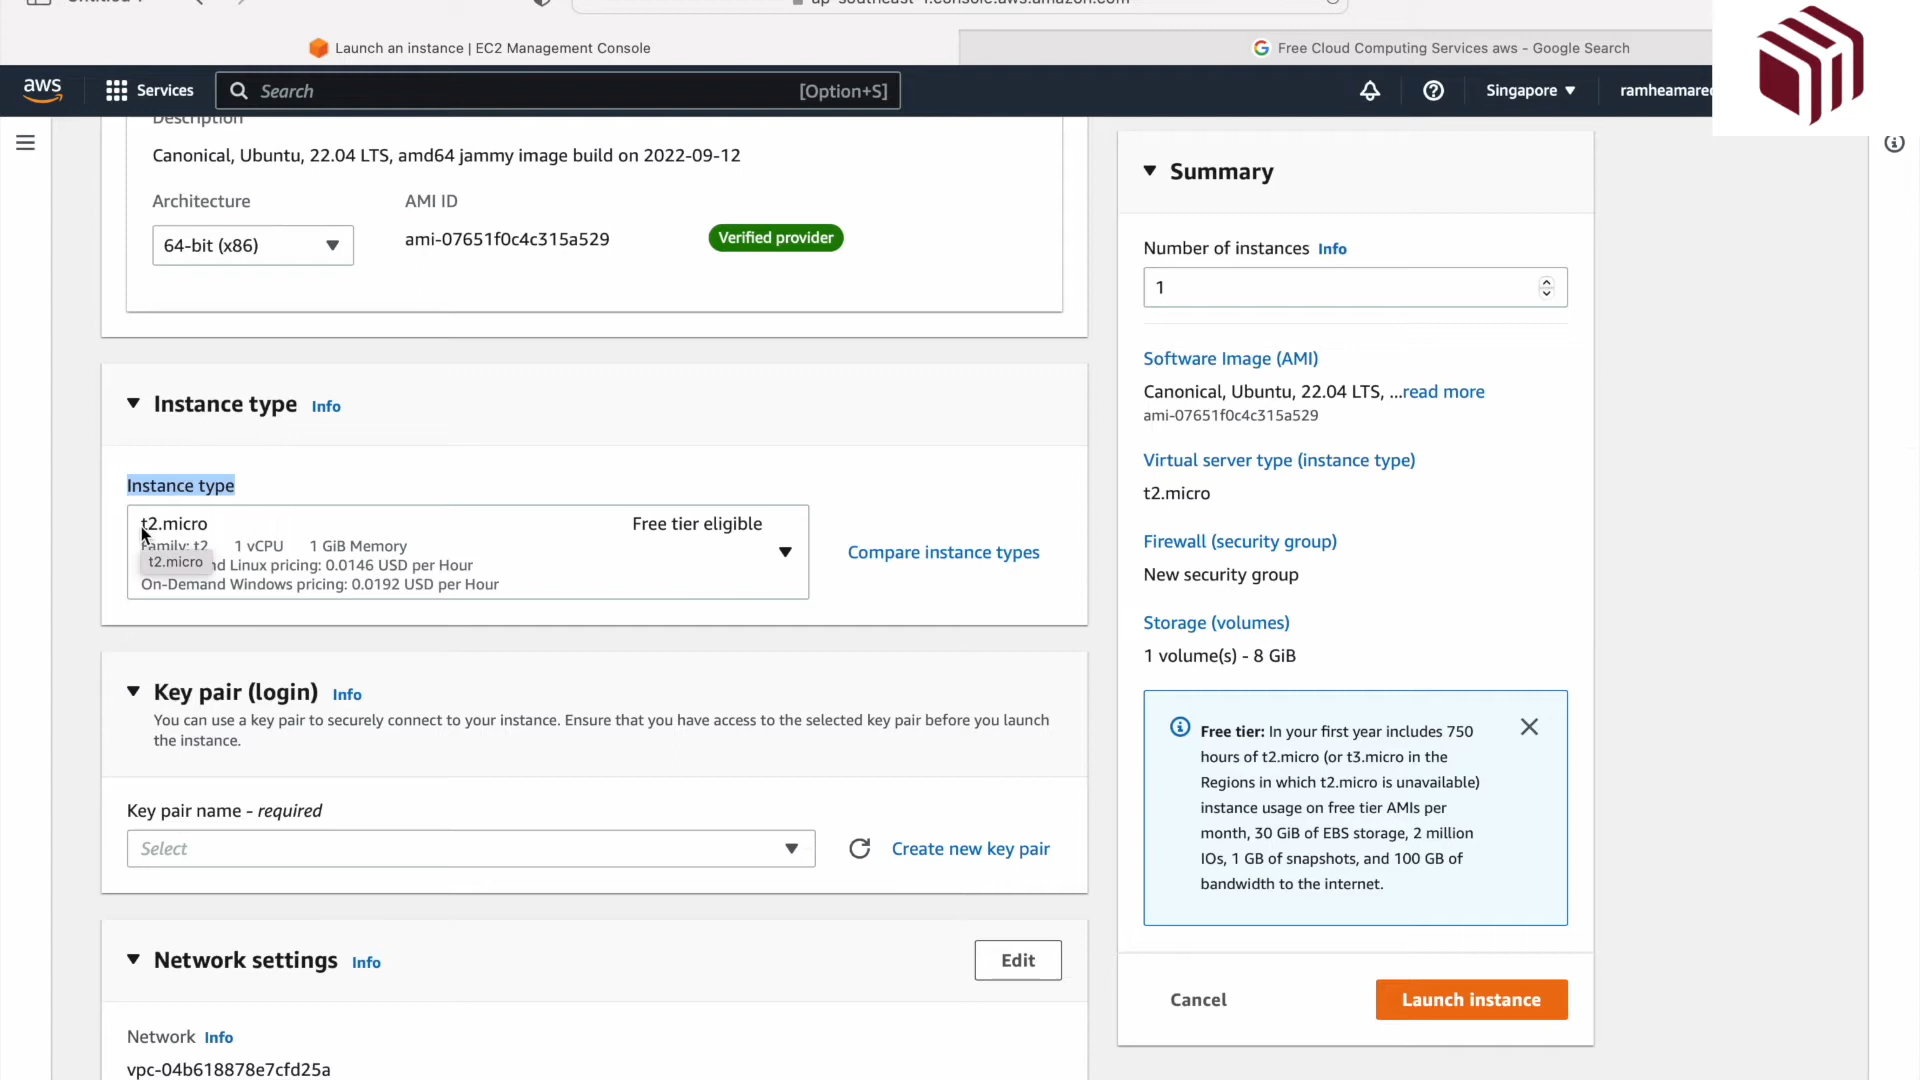 Launch an instance | EC2 Management Console
Free Cloud Computing Services aws - Google Search
aws
Services
Search
[Option+S]
Singapore
Description
Canonical, Ubuntu, 22.04 LTS, amd64 jammy image build on 2022-09-12
Architecture
AMI ID
64-bit (x86)
ami-07651f0c4c315a529
Verified provider
Instance type Info
Instance type
t2.micro
Free tier eligible
Family: t2 1 vCPU 1 GiB Memory
t2.micro
Linux pricing: 0.0146 USD per Hour
On-Demand Windows pricing: 0.0192 USD per Hour
Compare instance types
Key pair (login) Info
You can use a key pair to securely connect to your instance. Ensure that you have access to the selected key pair before you launch
the instance.
Key pair name - required
Select
Create new key pair
Network settings Info
Edit
Network Info
vpc-04b618878e7cfd25a
Summary
Number of instances Info
1
Software Image (AMI)
Canonical, Ubuntu, 22.04 LTS, ...read more
ami-07651f0c4c315a529
Virtual server type (instance type)
t2.micro
Firewall (security group)
New security group
Storage (volumes)
1 volume(s) - 8 GiB
Free tier: In your first year includes 750
hours of t2.micro (or t3.micro in the
Regions in which t2.micro is unavailable)
instance usage on free tier AMIs per
month, 30 GiB of EBS storage, 2 million
IOs, 1 GB of snapshots, and 100 GB of
bandwidth to the internet.
Cancel
Launch instance